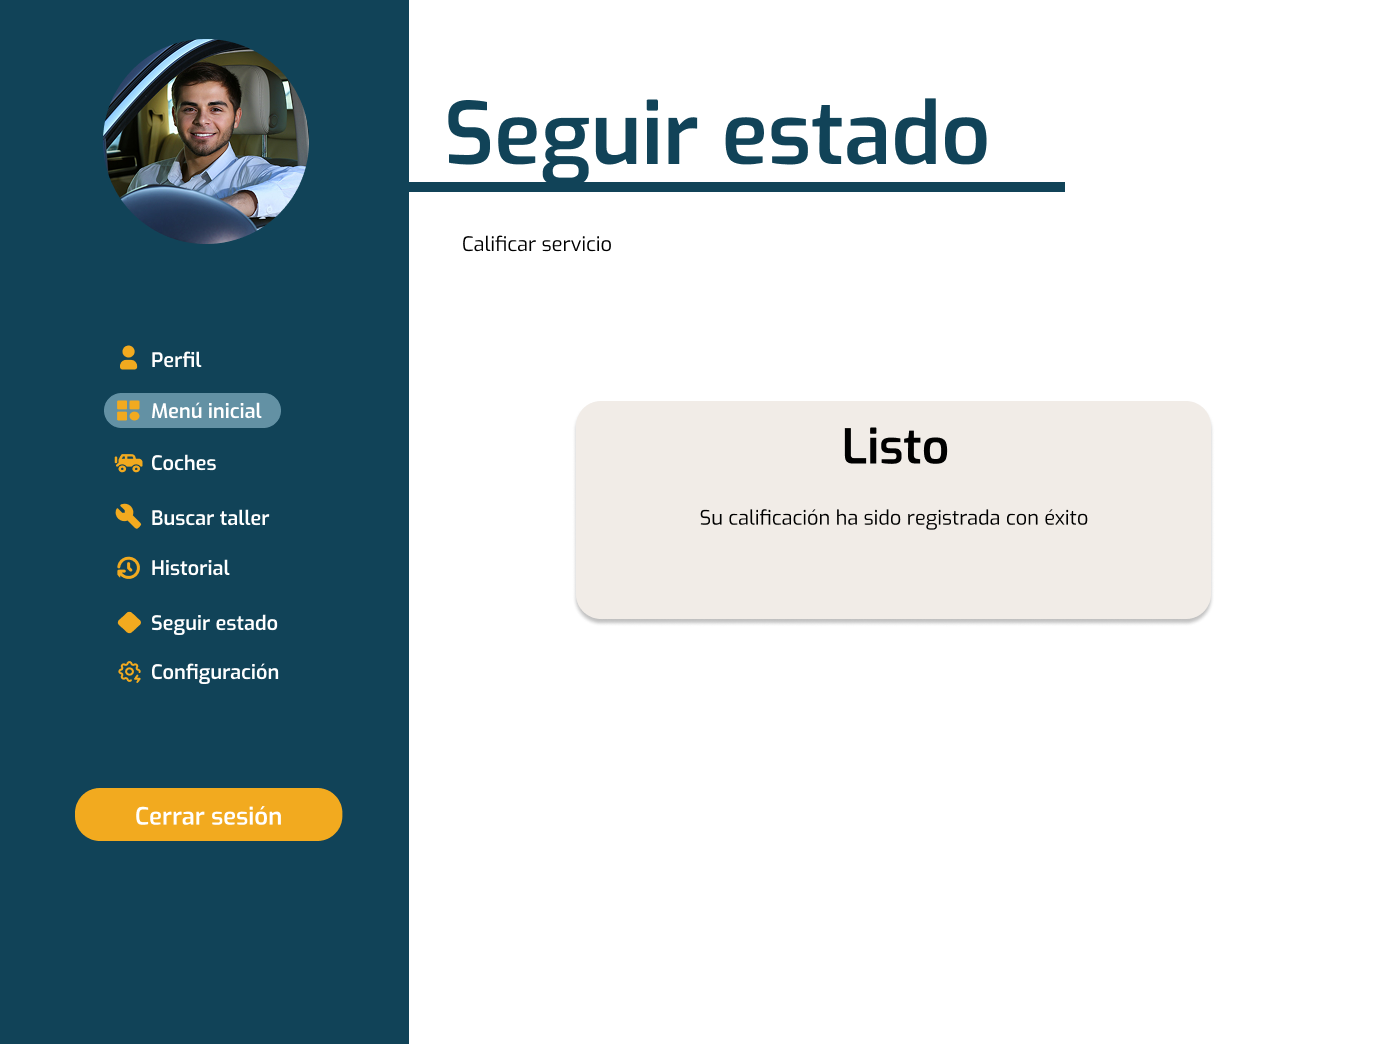 Seguir estado
Calificar servicio
Perfil
Menú inicial
Coches
Buscar taller
Historial
Seguir estado
Configuración
Cerrar sesión
Listo
Su calificación ha sido registrada con éxito